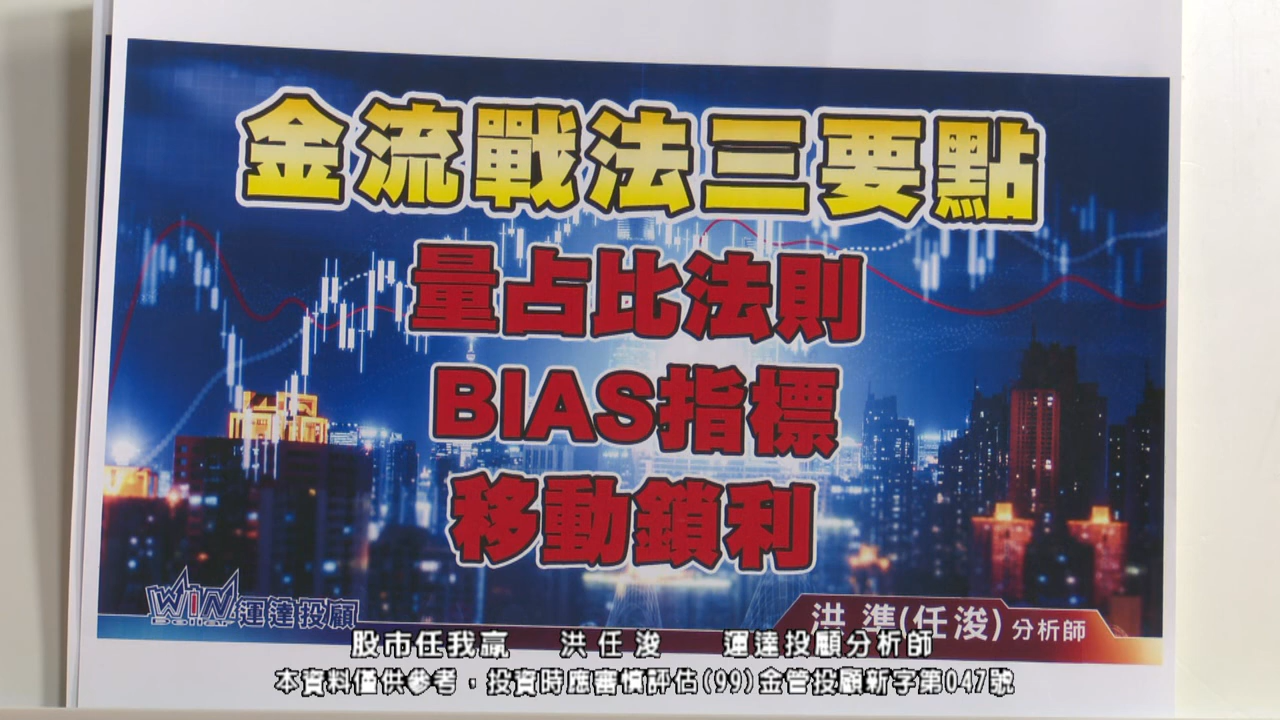 金流戰法三要點
量占比法則
BIAS指標
移動鎖利
WIN Dollar 運達投顧
洪 準(任浚)分析師
股市任我贏 洪任浚 運達投顧分析師
本資料僅供參考，投資時應審慎評估(99)金管投顧新字第047號